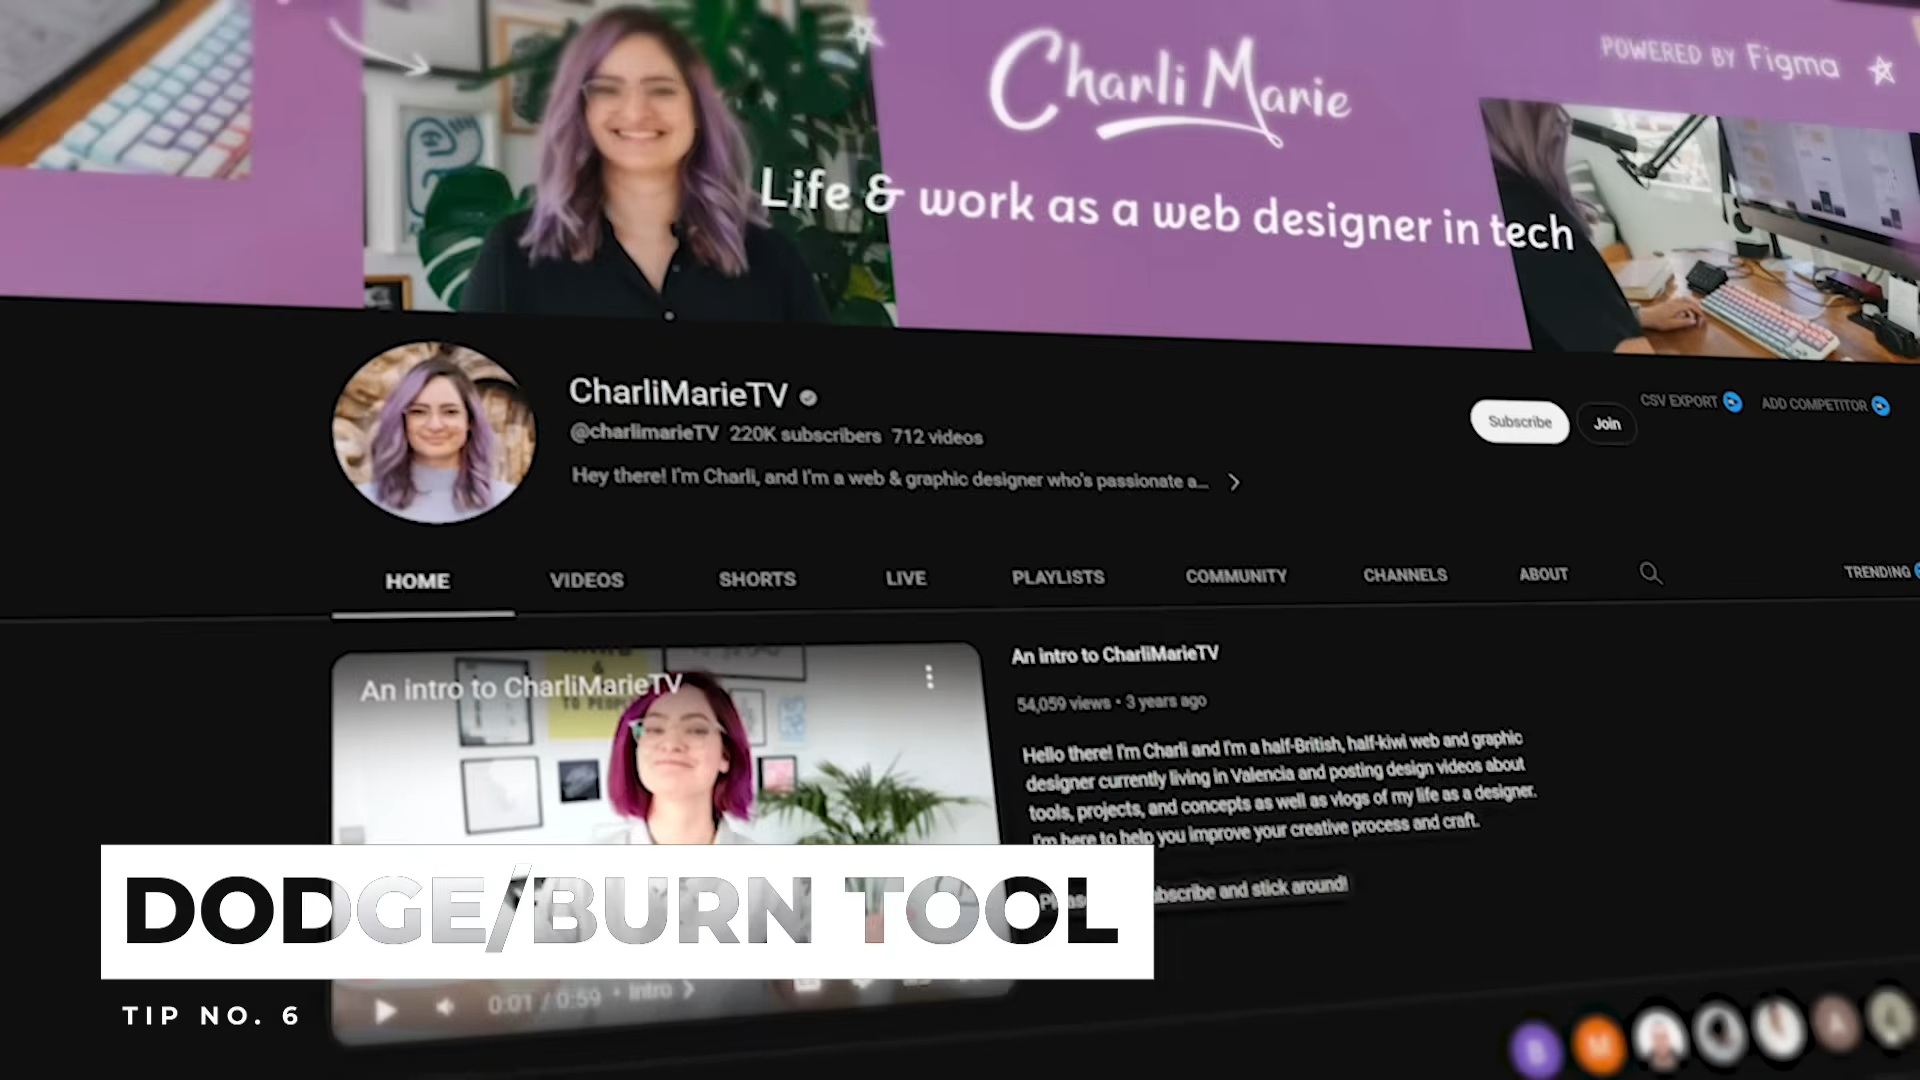 Charli Marie
POWERED BY Figma
Life & work as a web designer in tech
CharliMarieTV
@charlimarieTV 220K subscribers 712 videos
Hey there! I'm Charli, and I'm a web & graphic designer who's passionate a...
Subscribe
Join
CSV EXPORT
ADD COMPETITOR
HOME
VIDEOS
SHORTS
LIVE
PLAYLISTS
COMMUNITY
CHANNELS
ABOUT
TRENDING
An intro to CharliMarieTV
An intro to CharliMarieTV
54,059 views • 3 years ago
Hello there! I'm Charli and I'm a half-British, half-kiwi web and graphic
designer currently living in Valencia and posting design videos about
tools, projects, and concepts as well as vlogs of my life as a designer.
I'm here to help you improve your creative process and craft.
and stick around!
DODGE/BURN TOOL
0:01 / 0:59 • Intro
TIP NO. 6